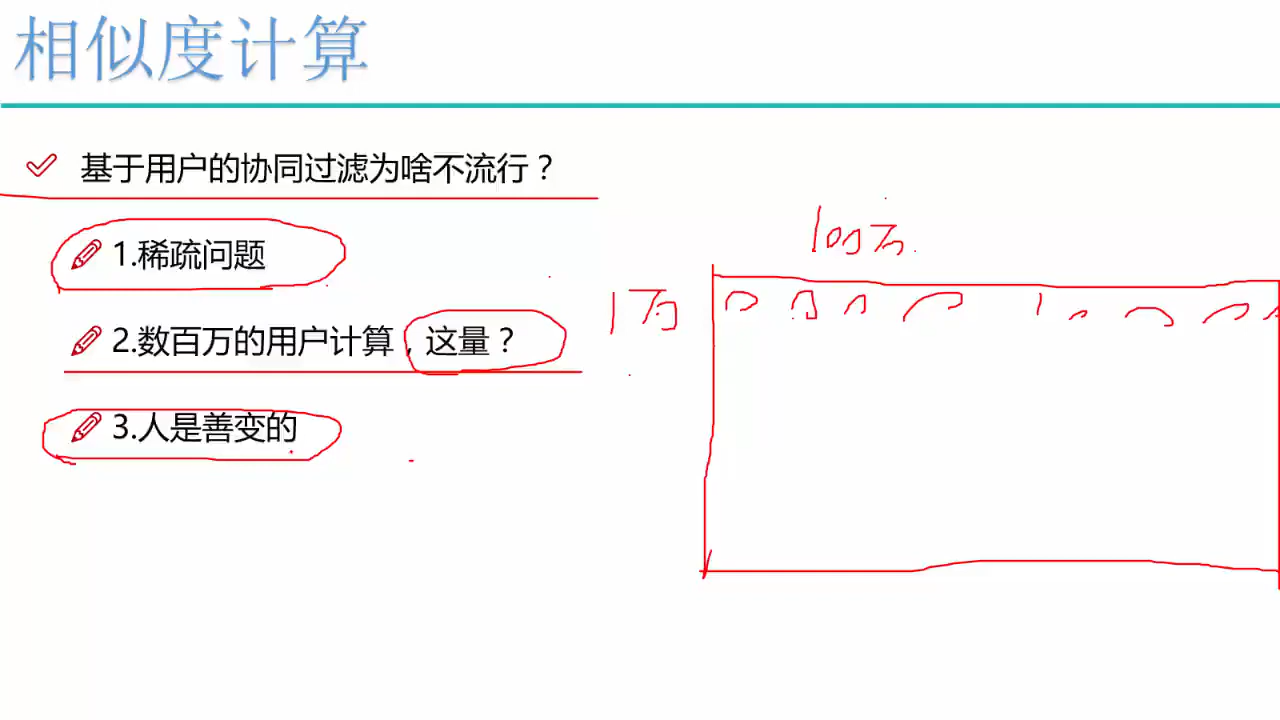 相似度计算
基于用户的协同过滤为啥不流行？
1.稀疏问题
2.数百万的用户计算，这量？
3.人是善变的
100万
1万